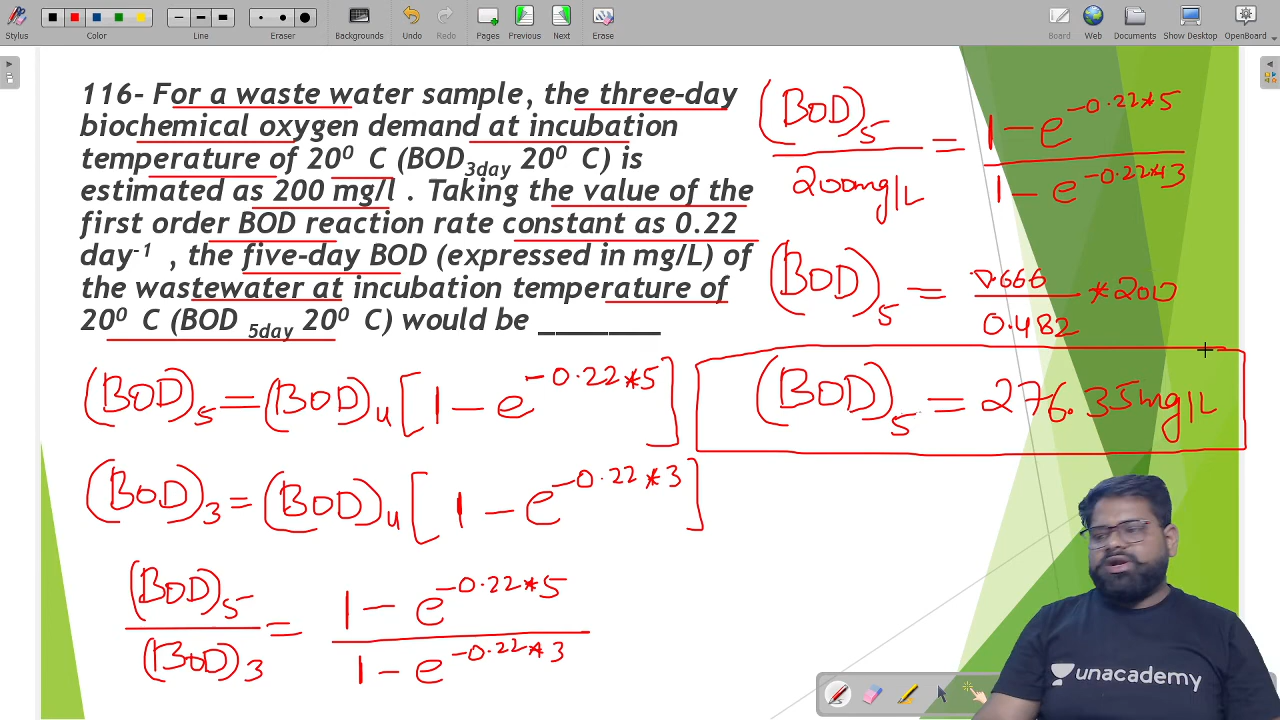 Stylus
Color
Line
Eraser
Backgrounds
Undo
Redo
Pages
Previous
Next
Erase
Board
Web
Documents
Show Desktop
OpenBoard
116- For a waste water sample, the three-day
biochemical oxygen demand at incubation
temperature of 20⁰ C (BOD3day 20⁰ C) is
estimated as 200 mg/l . Taking the value of the
first order BOD reaction rate constant as 0.22
day-1 , the five-day BOD (expressed in mg/L) of
the wastewater at incubation temperature of
20⁰ C (BOD 5day 20⁰ C) would be _______
(BOD)5 = (BOD)u [1 - e^-0.22*5]
(BOD)3 = (BOD)u [1 - e^-0.22*3]
(BOD)5 / (BOD)3 = 1 - e^-0.22*5 / 1 - e^-0.22*3
(BOD)5 / 200mg/L = 1 - e^-0.22*5 / 1 - e^-0.22*3
(BOD)5 = 0.666 / 0.482 * 200
(BOD)5 = 276.35mg/L
unacademy